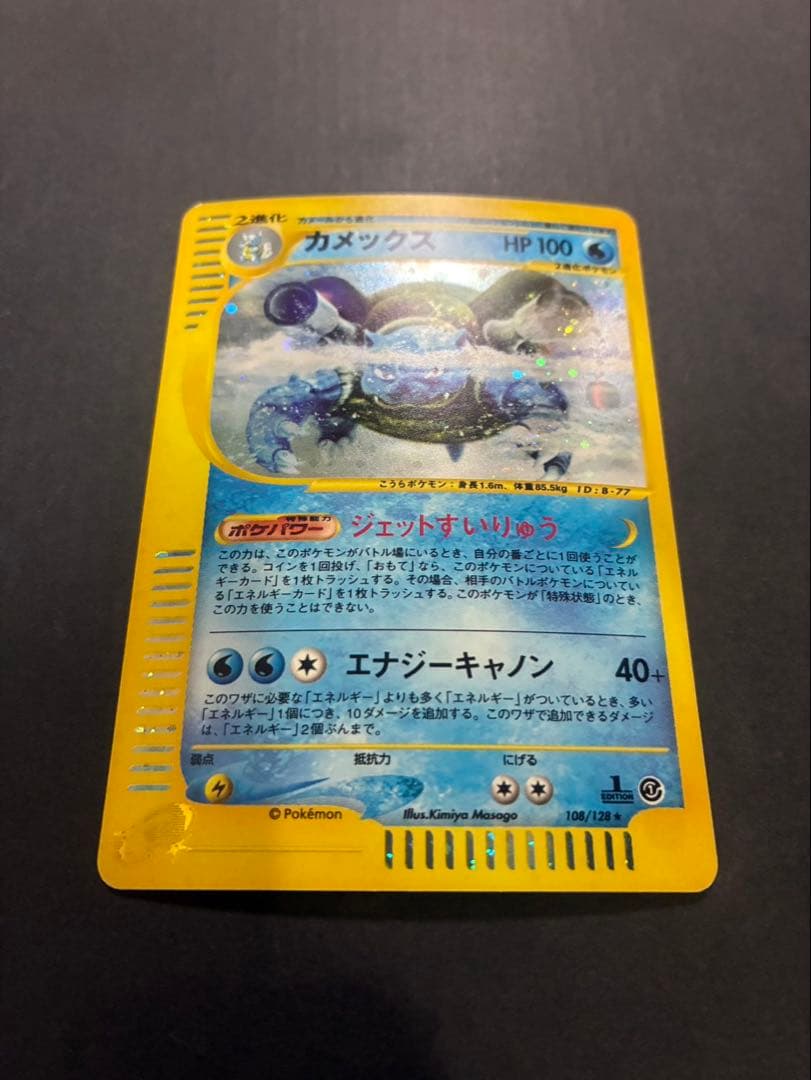 2進化 カメールから進化
カメックス HP 100
2進化ポケモン
こうらポケモン：身長1.6m、体重85.5kg ID:B-77
特殊能力
ポケパワー ジェットすいりゅう
この力は、このポケモンがバトル場にいるとき、自分の番ごとに1回使うことが
できる。コインを1回投げ、「おもて」なら、このポケモンについている「エネル
ギーカード」を1枚トラッシュする。その場合、相手のバトルポケモンについてい
る「エネルギーカード」を1枚トラッシュする。このポケモンが「特殊状態」のとき、
この力を使うことはできない。
エナジーキャノン 40+
このワザに必要な「エネルギー」よりも多く「エネルギー」がついているとき、多い
「エネルギー」1個につき、10ダメージを追加する。このワザで追加できるダメージ
は、「エネルギー」2個ぶんまで。
弱点 抵抗力 にげる
1
EDITION
© Pokémon Illus.Kimiya Masago 108/128 ★